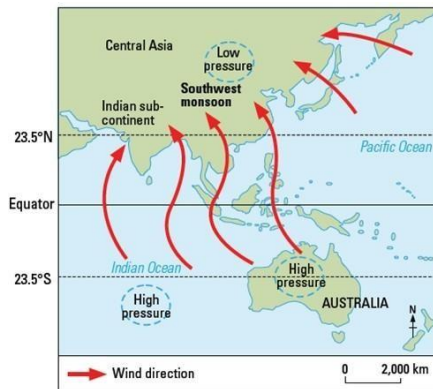 Central Asia
Low
pressure
Southwest
monsoon
Indian sub-
continent
23.5°N
Pacific Ocean
Equator
Indian Ocean
23.5°S
High
pressure
High
pressure
AUSTRALIA
N
Wind direction
0 2,000 km